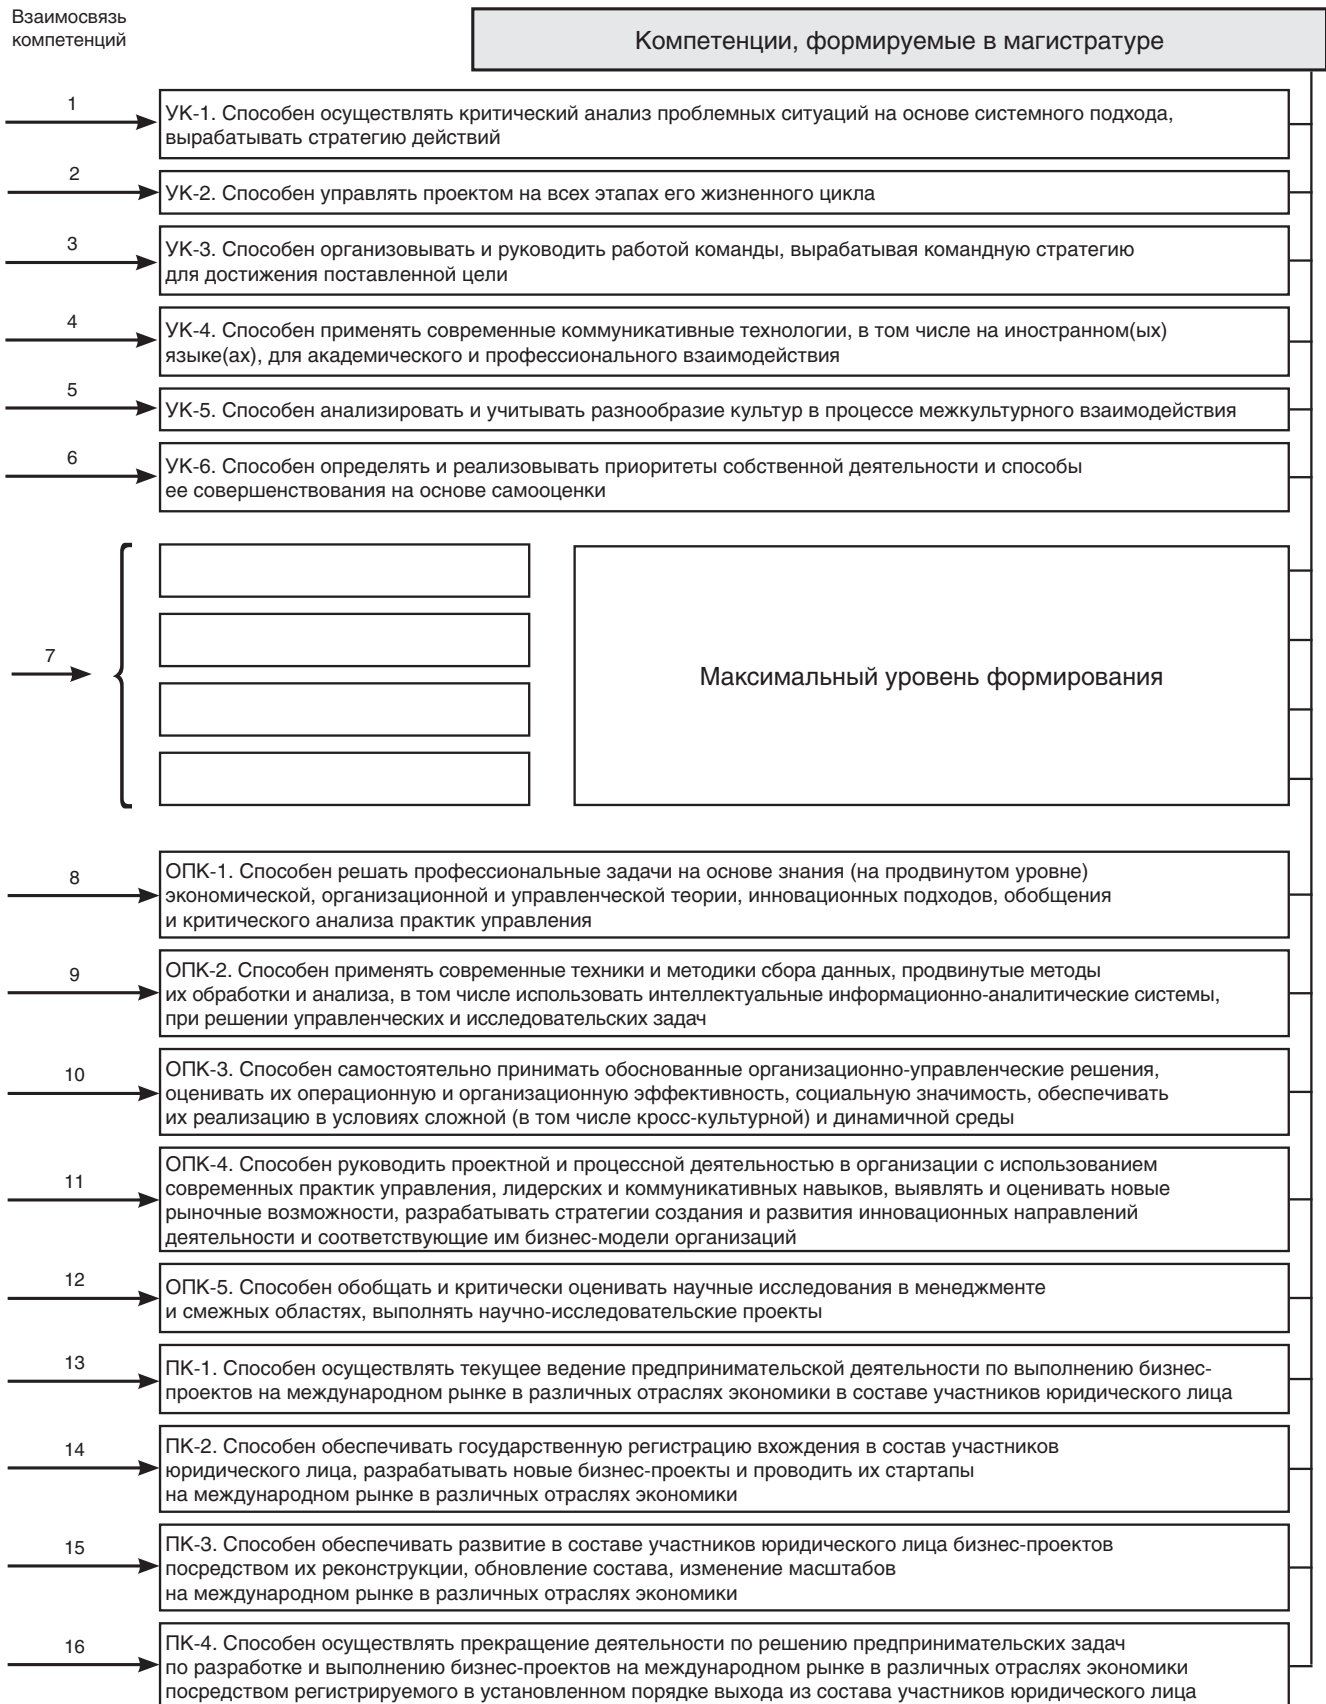 Взаимосвязь
компетенций
Компетенции, формируемые в магистратуре
1
УК-1. Способен осуществлять критический анализ проблемных ситуаций на основе системного подхода,
вырабатывать стратегию действий
2
УК-2. Способен управлять проектом на всех этапах его жизненного цикла
3
УК-3. Способен организовывать и руководить работой команды, вырабатывая командную стратегию
для достижения поставленной цели
4
УК-4. Способен применять современные коммуникативные технологии, в том числе на иностранном(ых)
языке(ах), для академического и профессионального взаимодействия
5
УК-5. Способен анализировать и учитывать разнообразие культур в процессе межкультурного взаимодействия
6
УК-6. Способен определять и реализовывать приоритеты собственной деятельности и способы
ее совершенствования на основе самооценки
7
Максимальный уровень формирования
8
ОПК-1. Способен решать профессиональные задачи на основе знания (на продвинутом уровне)
экономической, организационной и управленческой теории, инновационных подходов, обобщения
и критического анализа практик управления
9
ОПК-2. Способен применять современные техники и методики сбора данных, продвинутые методы
их обработки и анализа, в том числе использовать интеллектуальные информационно-аналитические системы,
при решении управленческих и исследовательских задач
10
ОПК-3. Способен самостоятельно принимать обоснованные организационно-управленческие решения,
оценивать их операционную и организационную эффективность, социальную значимость, обеспечивать
их реализацию в условиях сложной (в том числе кросс-культурной) и динамичной среды
11
ОПК-4. Способен руководить проектной и процессной деятельностью в организации с использованием
современных практик управления, лидерских и коммуникативных навыков, выявлять и оценивать новые
рыночные возможности, разрабатывать стратегии создания и развития инновационных направлений
деятельности и соответствующие им бизнес-модели организаций
12
ОПК-5. Способен обобщать и критически оценивать научные исследования в менеджменте
и смежных областях, выполнять научно-исследовательские проекты
13
ПК-1. Способен осуществлять текущее ведение предпринимательской деятельности по выполнению бизнес-
проектов на международном рынке в различных отраслях экономики в составе участников юридического лица
14
ПК-2. Способен обеспечивать государственную регистрацию вхождения в состав участников
юридического лица, разрабатывать новые бизнес-проекты и проводить их стартапы
на международном рынке в различных отраслях экономики
15
ПК-3. Способен обеспечивать развитие в составе участников юридического лица бизнес-проектов
посредством их реконструкции, обновление состава, изменение масштабов
на международном рынке в различных отраслях экономики
16
ПК-4. Способен осуществлять прекращение деятельности по решению предпринимательских задач
по разработке и выполнению бизнес-проектов на международном рынке в различных отраслях экономики
посредством регистрируемого в установленном порядке выхода из состава участников юридического лица